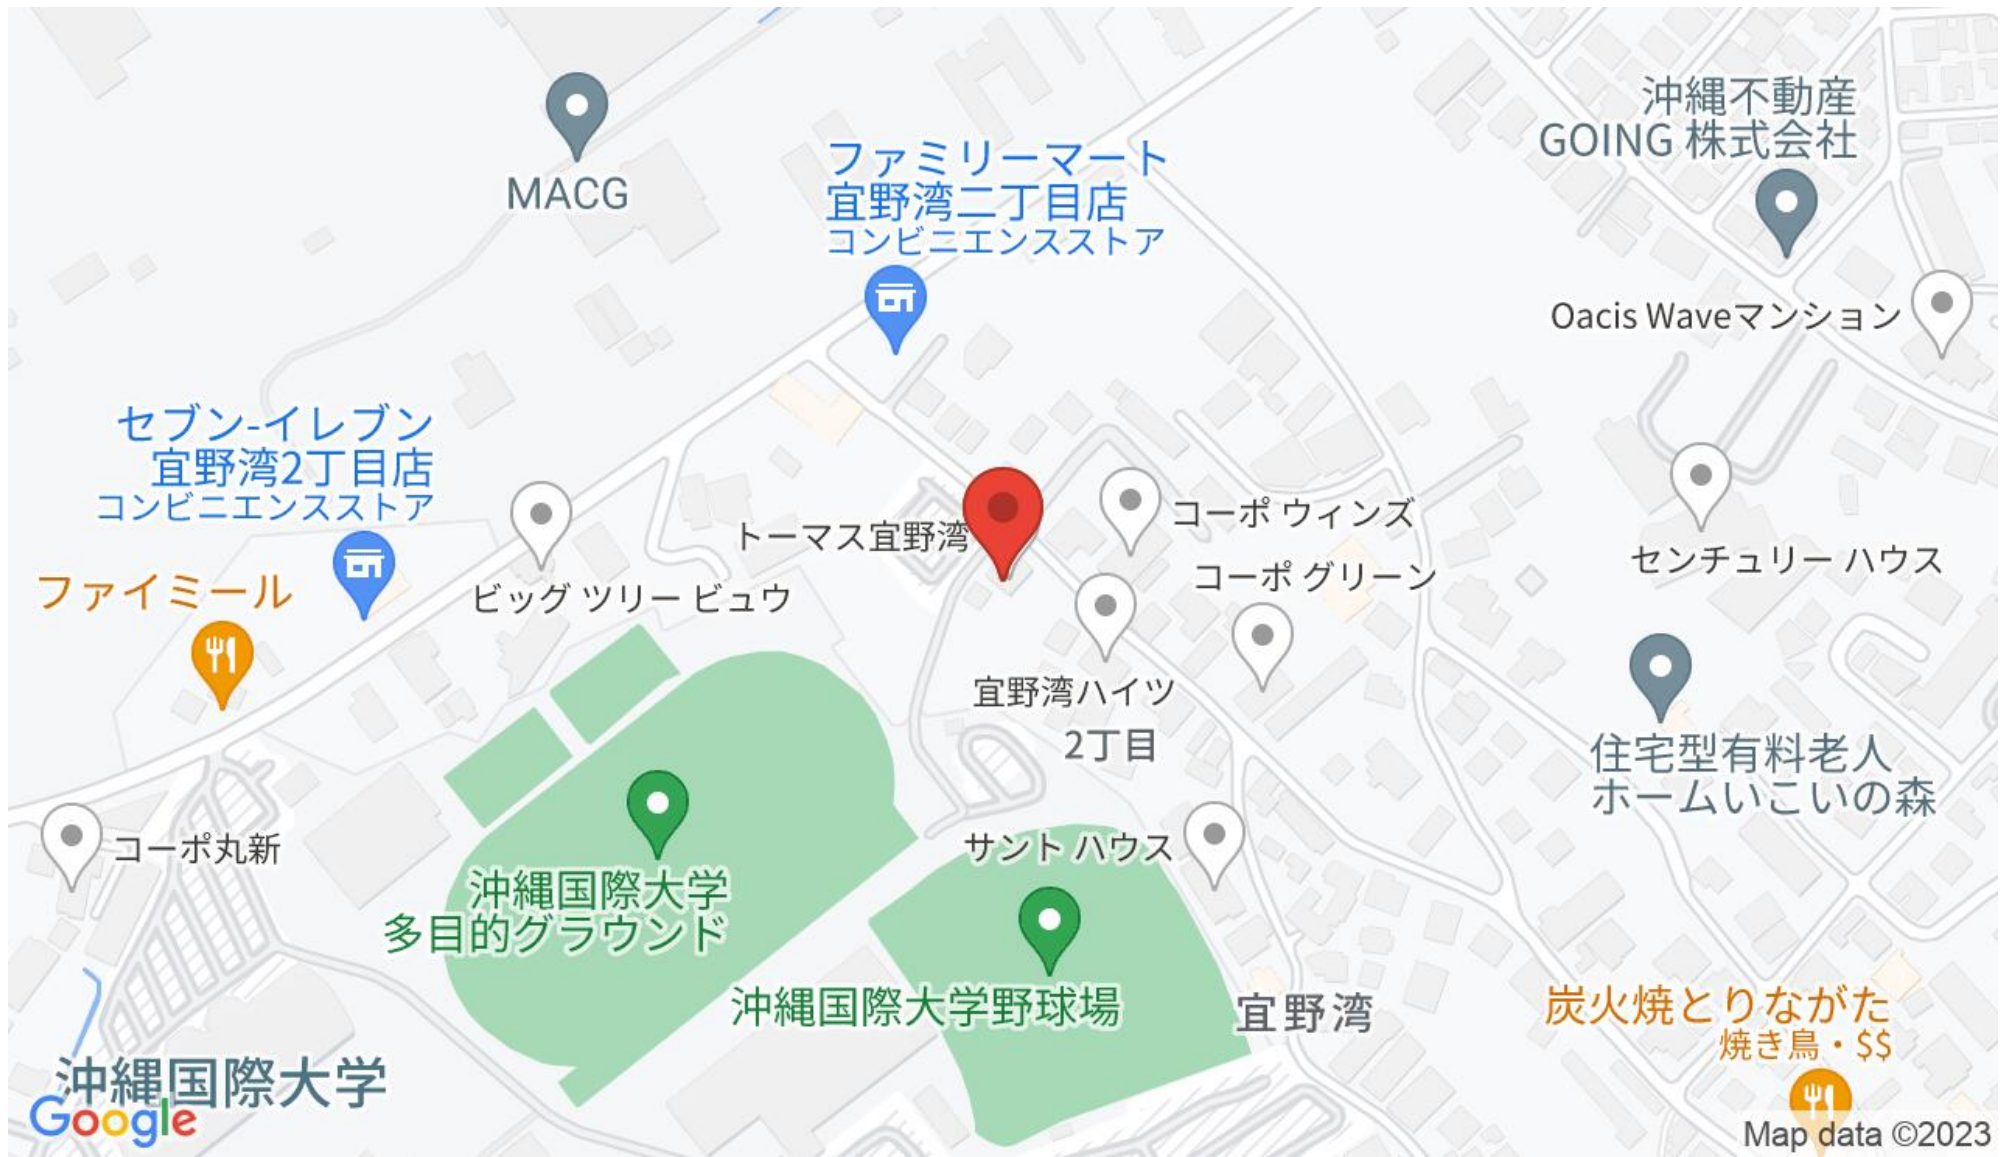 MACG
ファミリーマート
宜野湾二丁目店
コンビニエンスストア
沖縄不動産
GOING 株式会社
Oacis Waveマンション
セブン-イレブン
宜野湾2丁目店
コンビニエンスストア
トーマス宜野湾
コーポ ウィンズ
センチュリー ハウス
ファイミール
ビッグ ツリー ビュウ
コーポ グリーン
宜野湾ハイツ
2丁目
住宅型有料老人
ホームいこいの森
コーポ丸新
サント ハウス
沖縄国際大学
多目的グラウンド
沖縄国際大学野球場
宜野湾
炭火焼とりながた
焼き鳥・$$
沖縄国際大学
Google
Map data ©2023